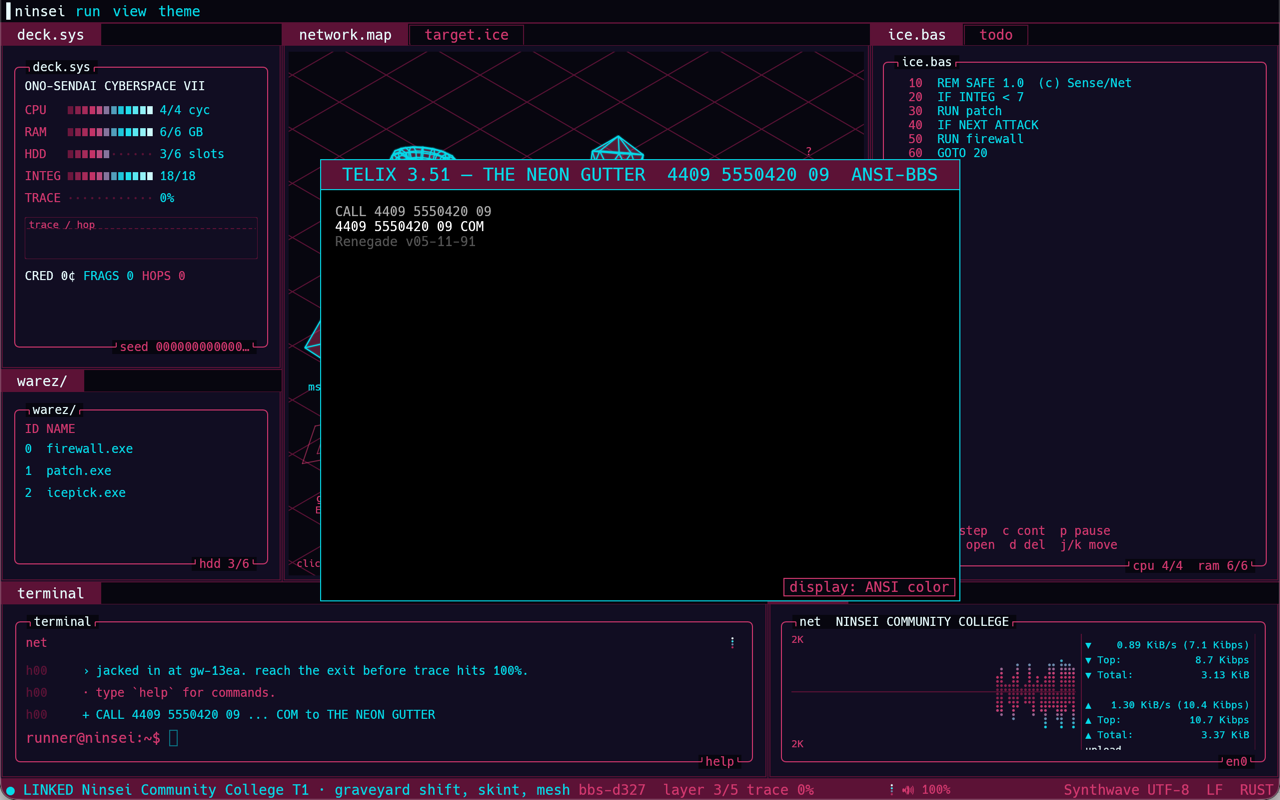 ninsei run view theme
deck.sys
network.map target.ice
ice.bas todo
deck.sys
ONO-SENDAI CYBERSPACE VII
CPU 4/4 cyc
RAM 6/6 GB
HDD 3/6 slots
INTEG 18/18
TRACE 0%
trace / hop
CRED 0¢ FRAGS 0 HOPS 0
seed 000000000000…
warez/
warez/
ID NAME
0 firewall.exe
1 patch.exe
2 icepick.exe
hdd 3/6
?
TELIX 3.51 — THE NEON GUTTER 4409 5550420 09 ANSI-BBS
CALL 4409 5550420 09
4409 5550420 09 COM
Renegade v05-11-91
display: ANSI color
ms
clic
ice.bas
10 REM SAFE 1.0 (c) Sense/Net
20 IF INTEG < 7
30 RUN patch
40 IF NEXT ATTACK
50 RUN firewall
60 GOTO 20
step c cont p pause
open d del j/k move
cpu 4/4 ram 6/6
terminal
terminal
net
h00 › jacked in at gw-13ea. reach the exit before trace hits 100%.
h00 · type `help` for commands.
h00 + CALL 4409 5550420 09 ... COM to THE NEON GUTTER
runner@ninsei:~$
help
net NINSEI COMMUNITY COLLEGE
2K
2K
▼ 0.89 KiB/s (7.1 Kibps)
▼ Top: 8.7 Kibps
▼ Total: 3.13 KiB
▲ 1.30 KiB/s (10.4 Kibps)
▲ Top: 10.7 Kibps
▲ Total: 3.37 KiB
upload
en0
● LINKED Ninsei Community College T1 · graveyard shift, skint, mesh bbs-d327 layer 3/5 trace 0% 100% Synthwave UTF-8 LF RUST